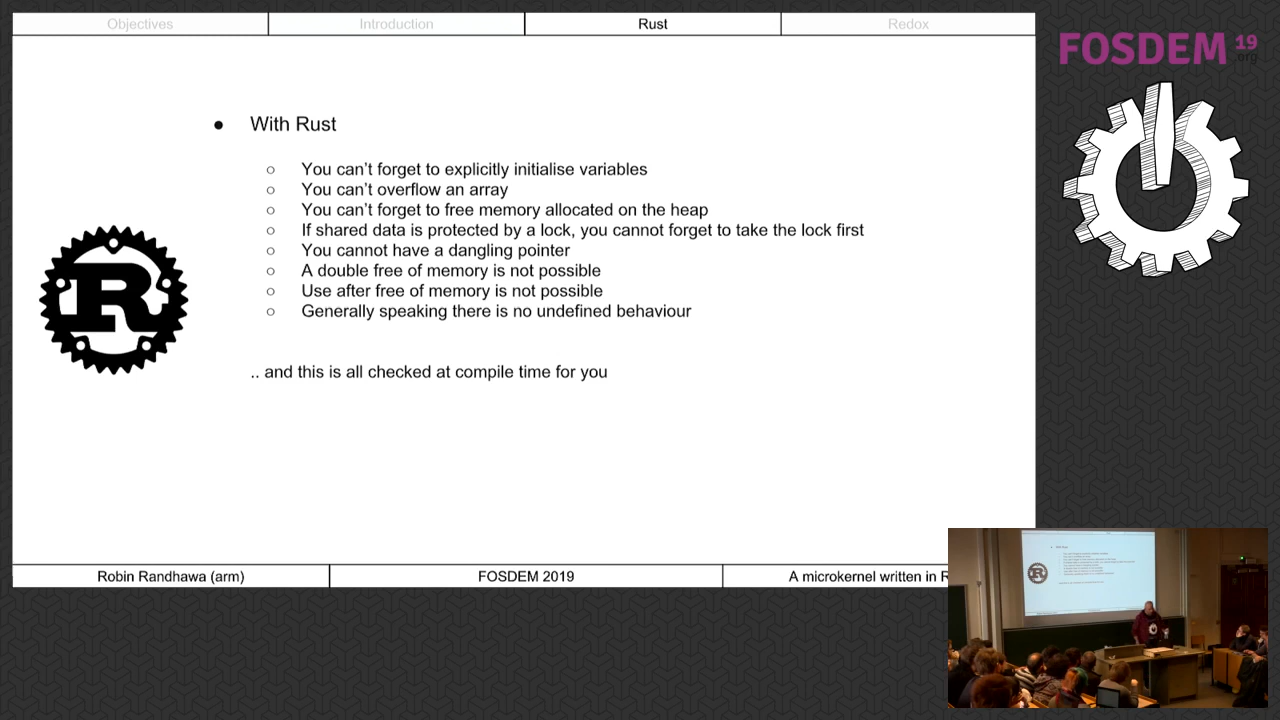 Objectives
Introduction
Rust
Redox
FOSDEM 19
.org
● With Rust
○ You can't forget to explicitly initialise variables
○ You can't overflow an array
○ You can't forget to free memory allocated on the heap
○ If shared data is protected by a lock, you cannot forget to take the lock first
○ You cannot have a dangling pointer
○ A double free of memory is not possible
○ Use after free of memory is not possible
○ Generally speaking there is no undefined behaviour
.. and this is all checked at compile time for you
R
Robin Randhawa (arm)
FOSDEM 2019
A microkernel written in R